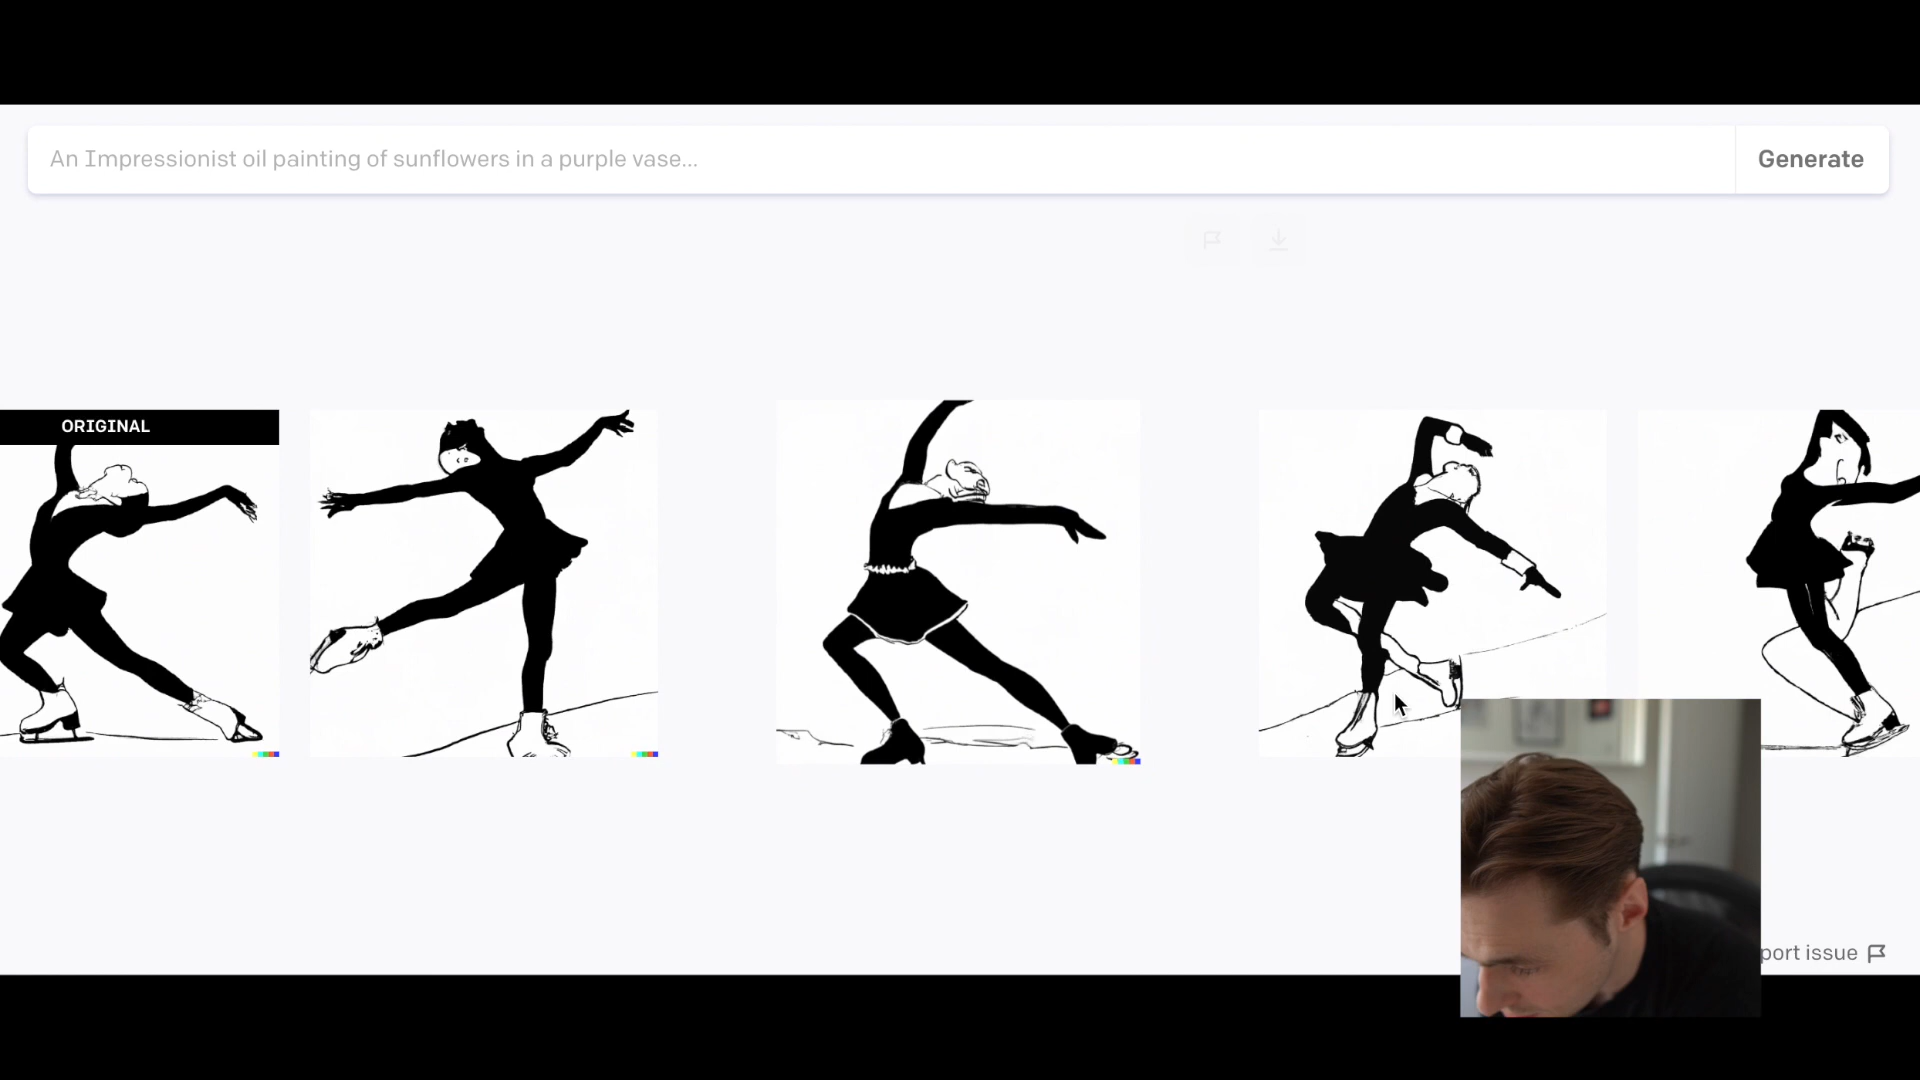 An Impressionist oil painting of sunflowers in a purple vase...
Generate
ORIGINAL
port issue